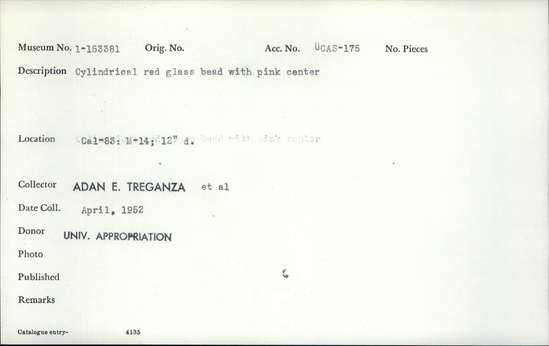 Museum No. 1-163381 Orig. No. Acc. No. UCAS-175 No. Pieces
Description Cylindrical red glass bead with pink center
Location Cal-83: M-14; 12" d.
Collector ADAN E. TREGANZA et al
Date Coll. April, 1952
Donor UNIV. APPROPRIATION
Photo
Published
Remarks
Catalogue entry- 4135